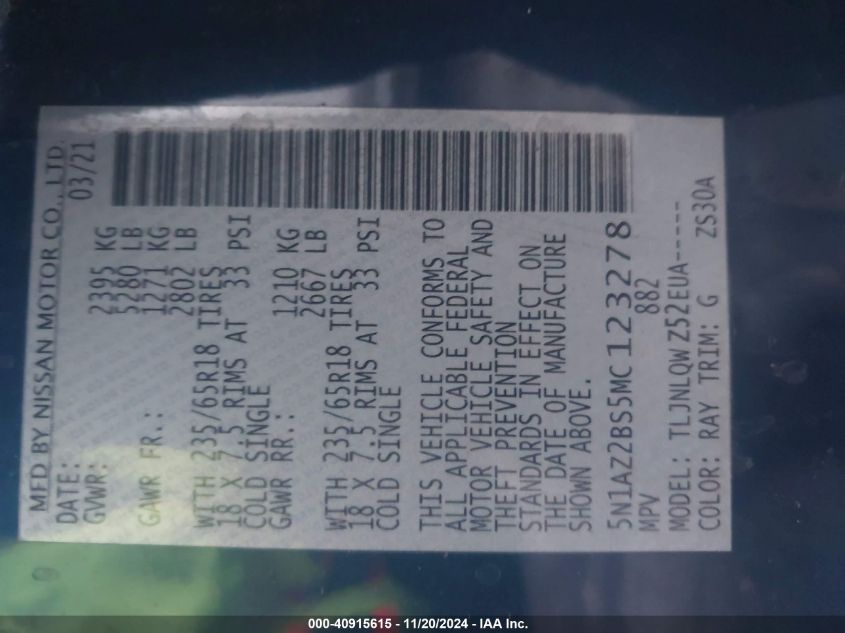 MFD BY NISSAN MOTOR CO., LTD.
DATE: 03/21
GVWR: 2395 KG
5280 LB
GAWR FR.: 1271 KG
2802 LB
WITH 235/65R18 TIRES
18 X 7.5 RIMS AT 33 PSI
COLD SINGLE
GAWR RR.: 1210 KG
2667 LB
WITH 235/65R18 TIRES
18 X 7.5 RIMS AT 33 PSI
COLD SINGLE
THIS VEHICLE CONFORMS TO
ALL APPLICABLE FEDERAL
MOTOR VEHICLE SAFETY AND
THEFT PREVENTION
STANDARDS IN EFFECT ON
THE DATE OF MANUFACTURE
SHOWN ABOVE.
5N1AZ2BS5MC123278
MPV 882
MODEL: TLJNLQW Z52EUA-----
COLOR: RAY TRIM: G ZS30A
000-40915615 - 11/20/2024 - IAA Inc.